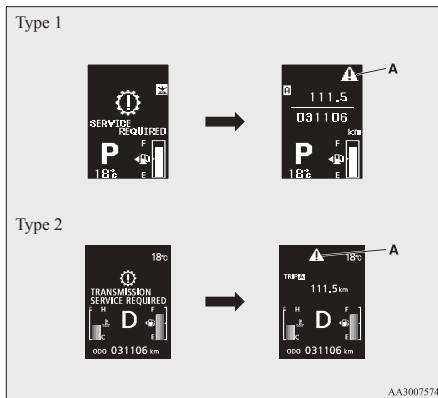 Type 1
A
SERVICE
REQUIRED
111.5
031106
km
P
F
E
18℃
P
F
E
18℃
Type 2
A
18℃
18℃
TRIP A
TRANSMISSION
SERVICE REQUIRED
111.5 km
H
C
D
F
E
H
C
D
F
E
ODO 031106 km
ODO 031106 km
AA3007574